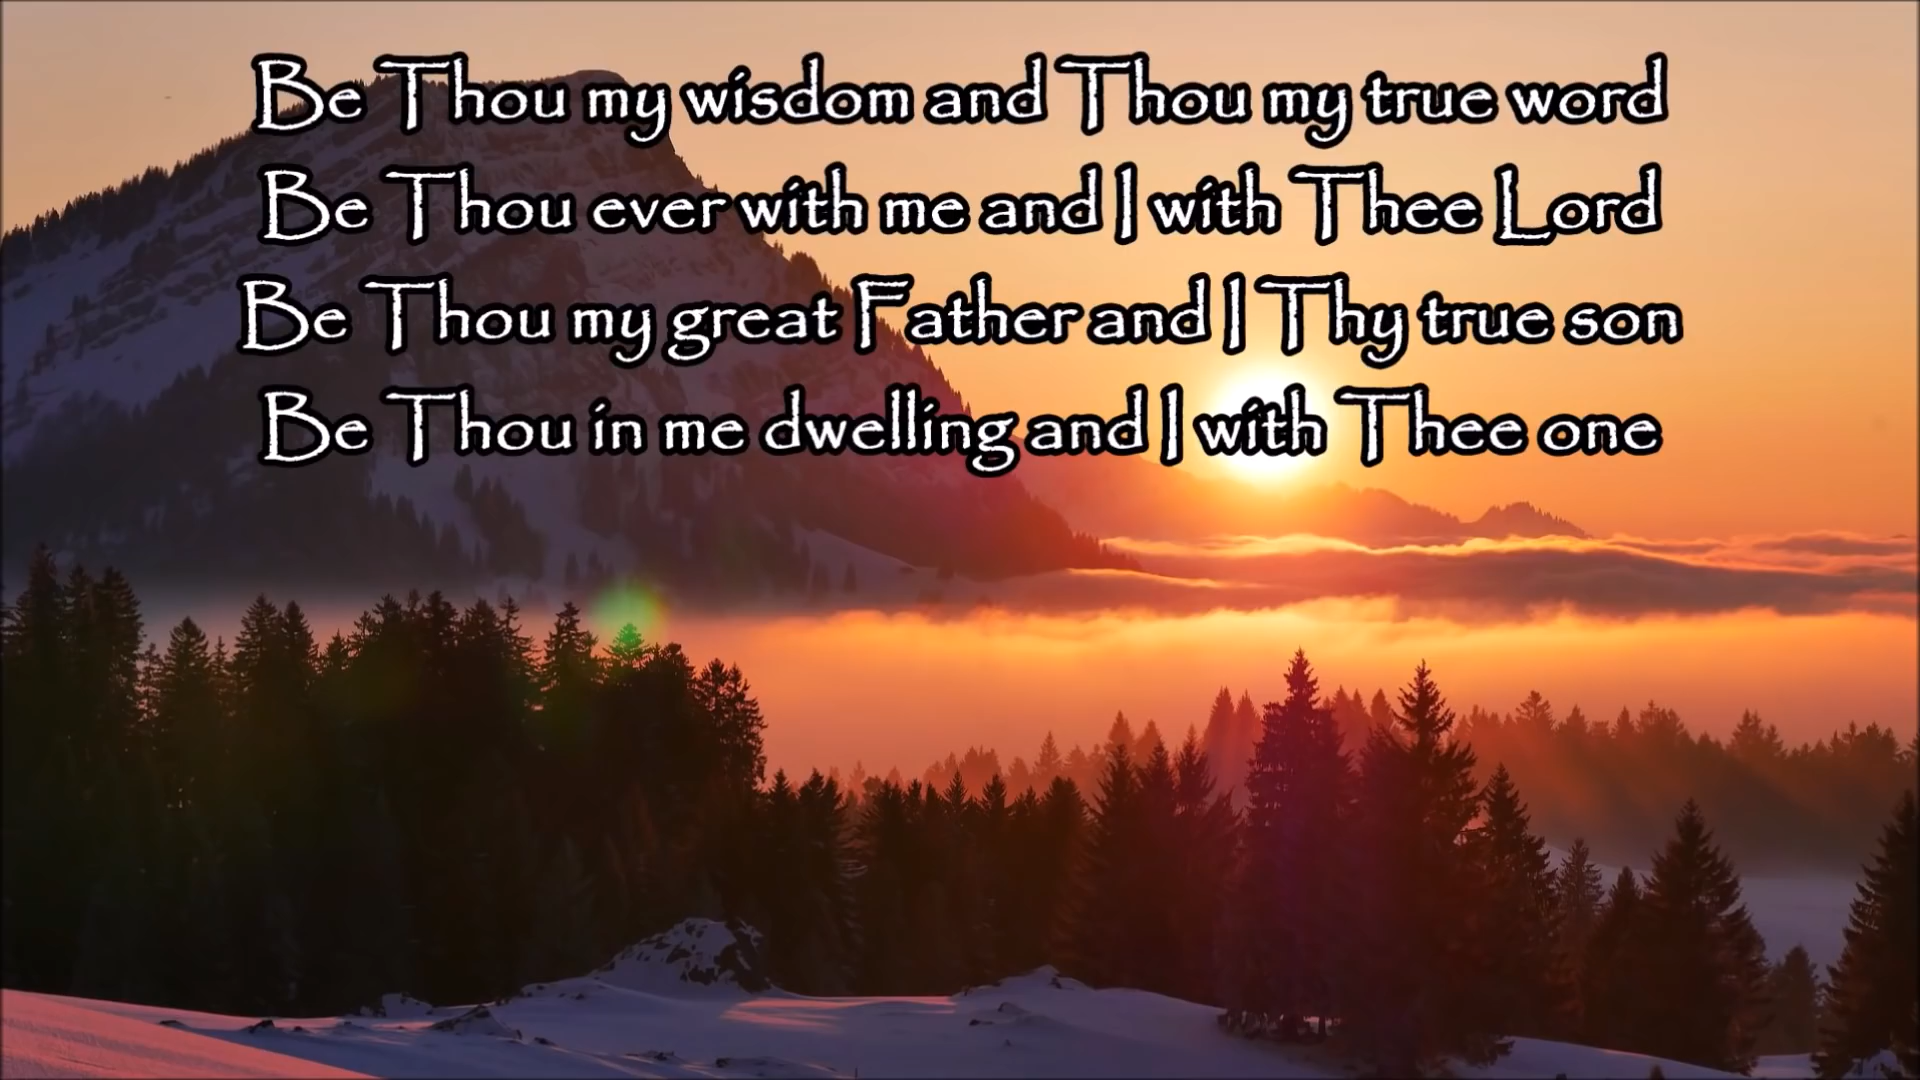 Be Thou my wisdom and Thou my true word
Be Thou ever with me and I with Thee Lord
Be Thou my great Father and I Thy true son
Be Thou in me dwelling and I with Thee one